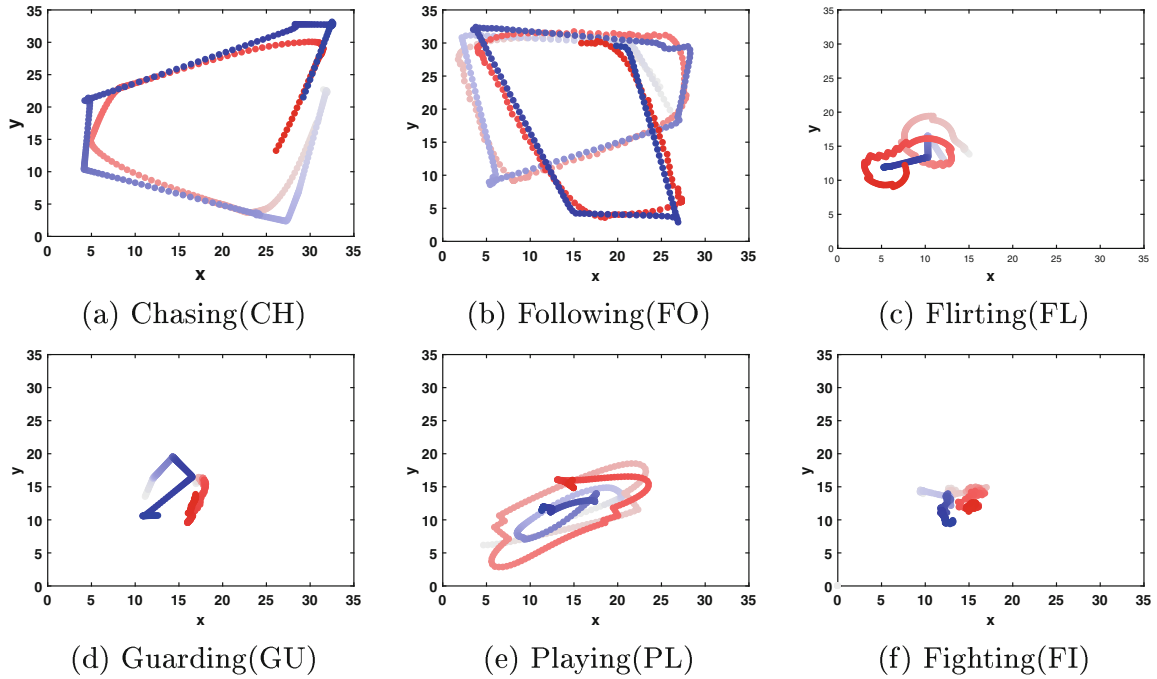 y
35
30
25
20
15
10
5
0
0 5 10 15 20 25 30 35
x
(a) Chasing(CH)
y
35
30
25
20
15
10
5
0
0 5 10 15 20 25 30 35
x
(b) Following(FO)
y
35
30
25
20
15
10
5
0
0 5 10 15 20 25 30 35
x
(c) Flirting(FL)
y
35
30
25
20
15
10
5
0
0 5 10 15 20 25 30 35
x
(d) Guarding(GU)
y
35
30
25
20
15
10
5
0
0 5 10 15 20 25 30 35
x
(e) Playing(PL)
y
35
30
25
20
15
10
5
0
0 5 10 15 20 25 30 35
x
(f) Fighting(FI)